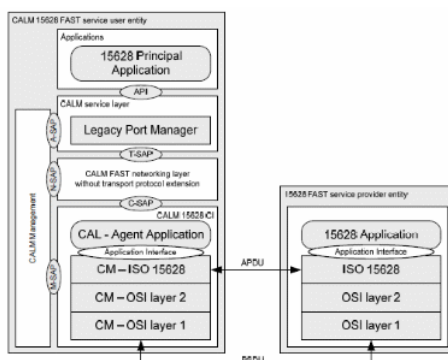 CALM 15628 FAST service user entity
Applications
15628 Principal
Application
API
CALM service layer
Legacy Port Manager
A-SAP
T-SAP
N-SAP
CALM FAST networking layer
without transport protocol extension
C-SAP
CALM Management
M-SAP
CALM 15628 CI
CAL - Agent Application
Application Interface
CM – ISO 15628
CM – OSI layer 2
CM – OSI layer 1
APDU
15628 FAST service provider entity
15628 Application
Application Interface
ISO 15628
OSI layer 2
OSI layer 1